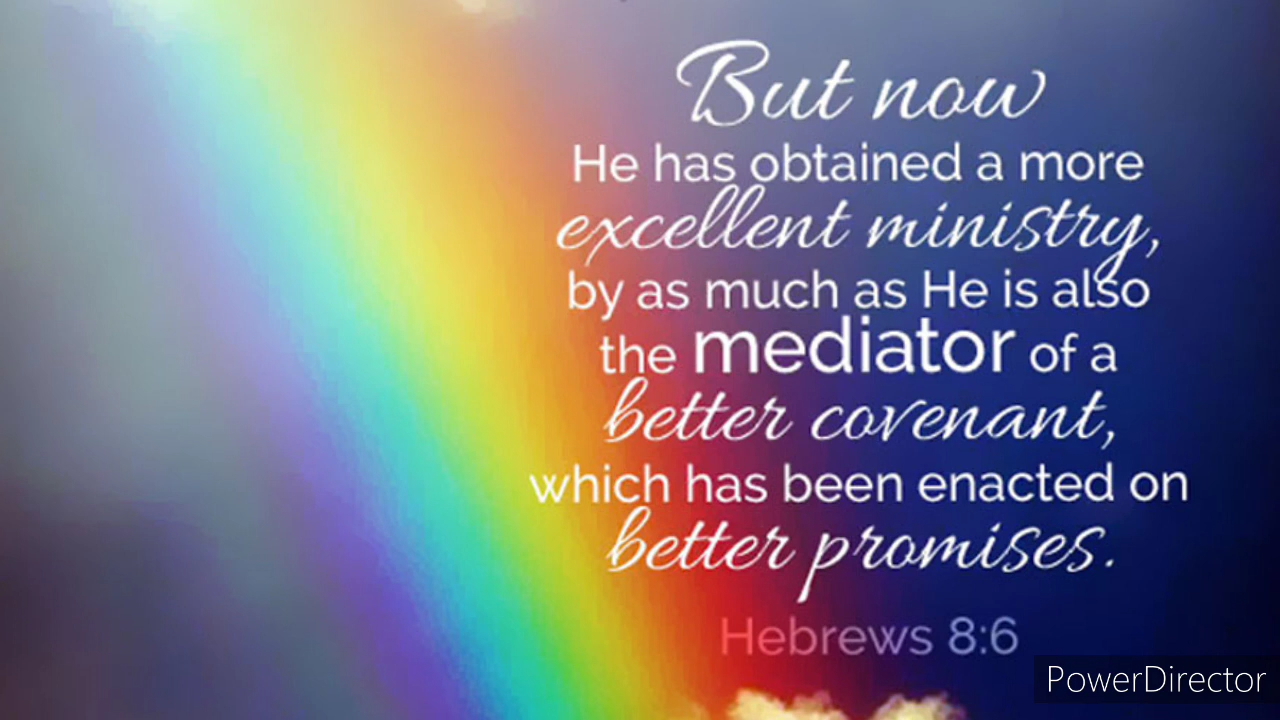 But now
He has obtained a more
excellent ministry,
by as much as He is also
the mediator of a
better covenant,
which has been enacted on
better promises.
Hebrews 8:6
PowerDirector